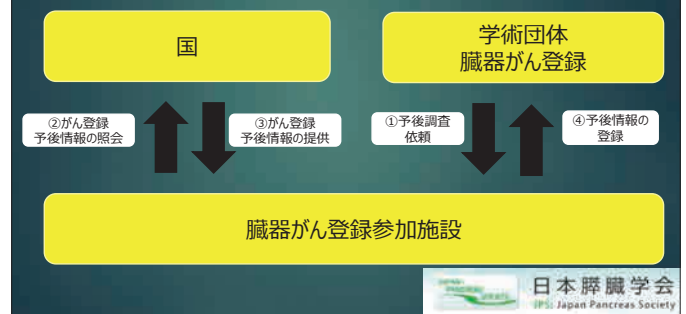 国
学術団体
臓器がん登録
②がん登録
予後情報の照会
③がん登録
予後情報の提供
①予後調査
依頼
④予後情報の
登録
臓器がん登録参加施設
日本膵臓学会
JPS: Japan Pancreas Society